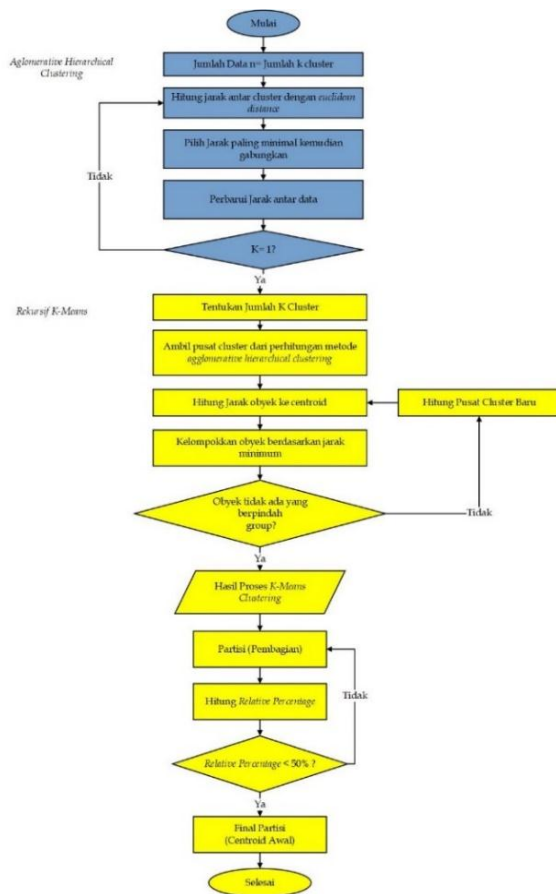 Mulai
Aglomerative Hierarchical
Clustering
Jumlah Data n= Jumlah k cluster
Hitung jarak antar cluster dengan euclidean
distance
Pilih Jarak paling minimal kemudian
gabungkan
Tidak
Perbarui Jarak antar data
K= 1?
Ya
Rekursif K-Means
Tentukan Jumlah K Cluster
Ambil pusat cluster dari perhitungan metode
agglomerative hierarchical clustering
Hitung Jarak obyek ke centroid
Hitung Pusat Cluster Baru
Kelompokkan obyek berdasarkan jarak
minimum
Obyek tidak ada yang
berpindah
group?
Tidak
Ya
Hasil Proses K-Means
Clustering
Partisi (Pembagian)
Tidak
Hitung Relative Percentage
Relative Percentage < 50% ?
Ya
Final Partisi
(Centroid Awal)
Selesai